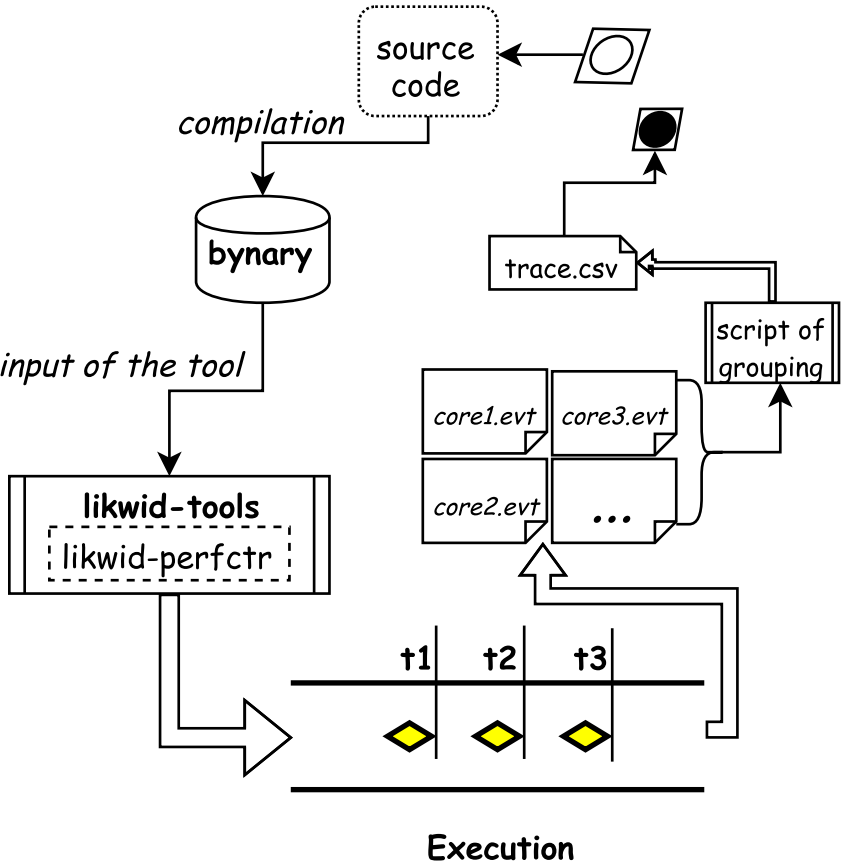 source
code
compilation
bynary
trace.csv
script of
grouping
input of the tool
core1.evt
core3.evt
core2.evt
...
likwid-tools
likwid-perfctr
t1
t2
t3
Execution